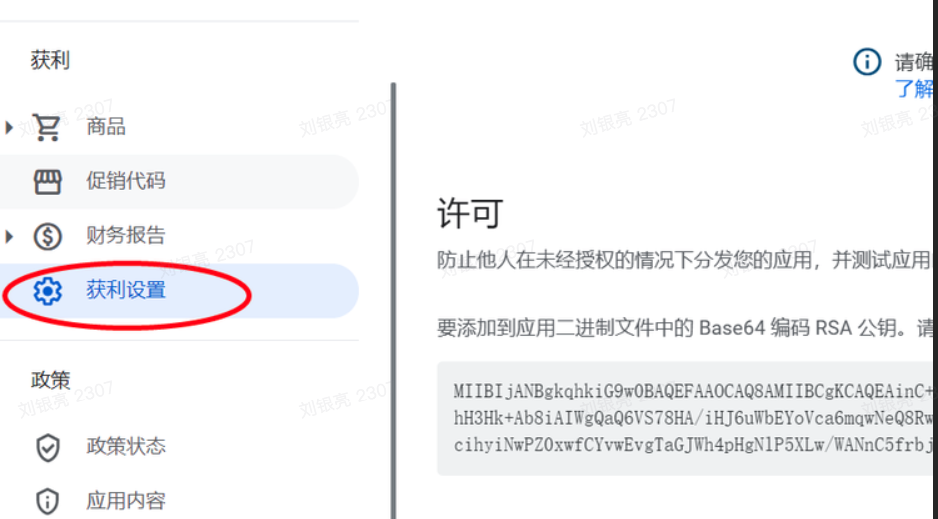 获利
商品
促销代码
财务报告
获利设置
政策
政策状态
应用内容
请确
了解
许可
防止他人在未经授权的情况下分发您的应用，并测试应用
要添加到应用二进制文件中的 Base64 编码 RSA 公钥。请
MIIBIjANBgkqhkiG9w0BAQEFAAOCAQ8AMIIBCgKCAQEAinC+
hH3Hk+Ab8iAIWgQaQ6VS78HA/iHJ6uWbEYoVca6mqwNeQ8Rw
cihyiNwPZOxwfCYvwEvgTaGJWh4pHgNlP5XLw/WANnC5frbj
刘银亮 2307
刘银亮 2307
刘银亮 2307
刘银亮 2
刘银亮 2307
刘银亮 2307
刘银亮 2307
刘银亮 2307